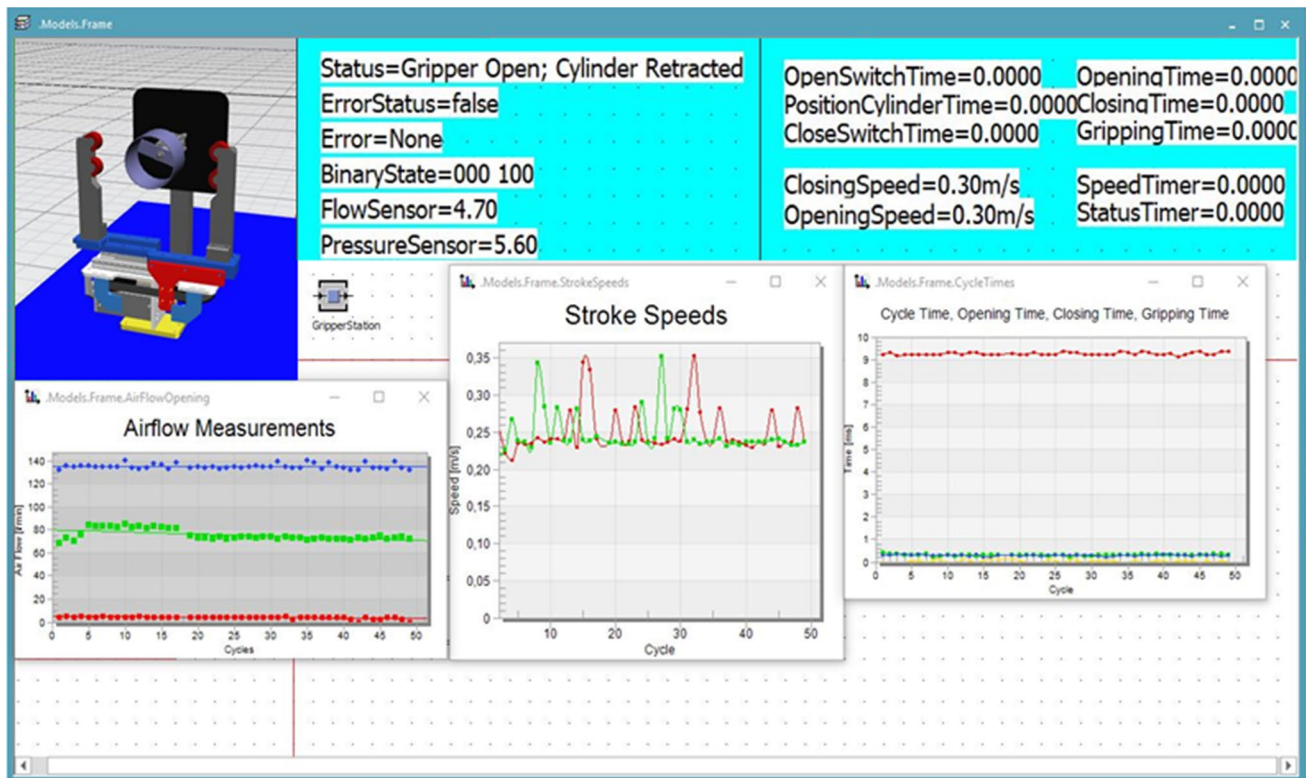 .Models.Frame
Status=Gripper Open; Cylinder Retracted
ErrorStatus=false
Error=None
BinaryState=000 100
FlowSensor=4.70
PressureSensor=5.60
OpenSwitchTime=0.0000 OpeningTime=0.0000
PositionCylinderTime=0.0000 ClosingTime=0.0000
CloseSwitchTime=0.0000 GrippingTime=0.0000
ClosingSpeed=0.30m/s SpeedTimer=0.0000
OpeningSpeed=0.30m/s StatusTimer=0.0000
GripperStation
.Models.Frame.StrokeSpeeds
Stroke Speeds
0,35
0,30
0,25
0,20
0,15
0,10
0,05
0
Speed [m/s]
10 20 30 40 50
Cycle
.Models.Frame.CycleTimes
Cycle Time, Opening Time, Closing Time, Gripping Time
10
9
8
7
6
5
4
3
2
1
0
Time [ms]
0 5 10 15 20 25 30 35 40 45 50
Cycle
.Models.Frame.AirFlowOpening
Airflow Measurements
140
120
100
80
60
40
20
0
Air Flow [l/min]
0 5 10 15 20 25 30 35 40 45 50
Cycles